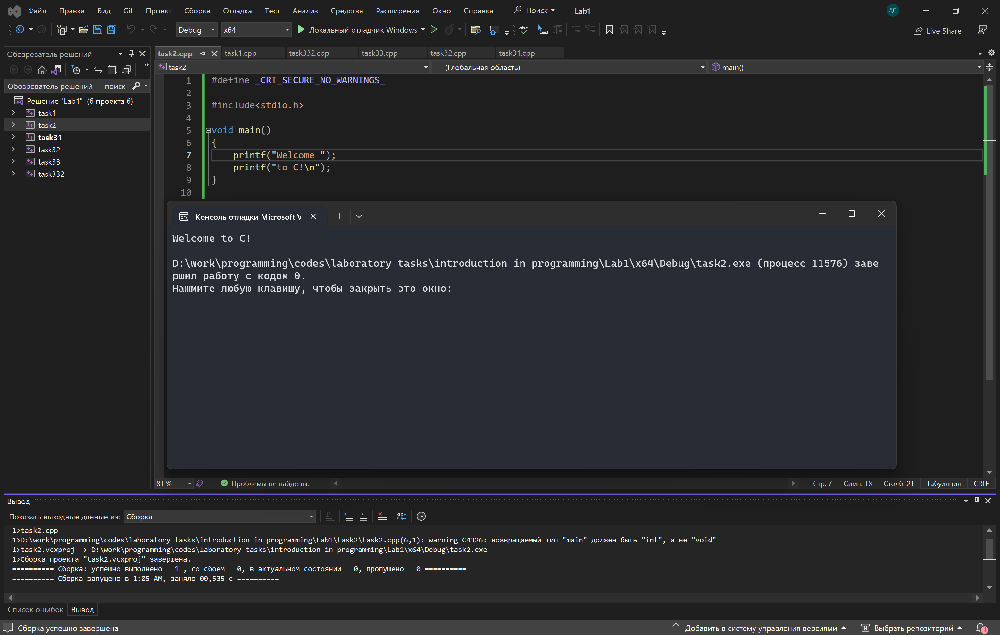 Файл Правка Вид Git Проект Сборка Отладка Тест Анализ Средства Расширения Окно Справка Поиск Lab1 ДП
Debug x64 Локальный отладчик Windows abc Live Share
Обозреватель решений
Обозреватель решений — поиск
Решение "Lab1" (6 проекта 6)
task1
task2
task31
task32
task33
task332
task2.cpp task1.cpp task332.cpp task33.cpp task32.cpp task31.cpp
task2 (Глобальная область) main()
1 #define _CRT_SECURE_NO_WARNINGS_
2
3 #include<stdio.h>
4
5 void main()
6 {
7 printf("Welcome ");
8 printf("to C!\n");
9 }
10
Консоль отладки Microsoft V
Welcome to C!
D:\work\programming\codes\laboratory tasks\introduction in programming\Lab1\x64\Debug\task2.exe (процесс 11576) заве
ршил работу с кодом 0.
Нажмите любую клавишу, чтобы закрыть это окно:
81 % Проблемы не найдены. Стр: 7 Симв: 18 Столб: 21 Табуляция CRLF
Вывод
Показать выходные данные из: Сборка
1>task2.cpp
1>D:\work\programming\codes\laboratory tasks\introduction in programming\Lab1\task2\task2.cpp(6,1): warning C4326: возвращаемый тип "main" должен быть "int", а не "void"
1>task2.vcxproj -> D:\work\programming\codes\laboratory tasks\introduction in programming\Lab1\x64\Debug\task2.exe
1>Сборка проекта "task2.vcxproj" завершена.
========== Сборка: успешно выполнено — 1 , со сбоем — 0, в актуальном состоянии — 0, пропущено — 0 ==========
========== Сборка запущено в 1:05 AM, заняло 00,535 с ==========
Список ошибок Вывод
Сборка успешно завершена Добавить в систему управления версиями Выбрать репозиторий 1